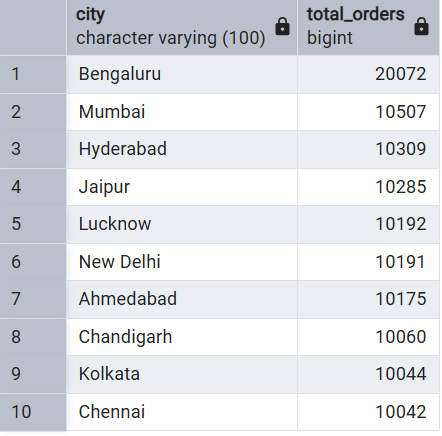 city total_orders
character varying (100) bigint
1 Bengaluru 20072
2 Mumbai 10507
3 Hyderabad 10309
4 Jaipur 10285
5 Lucknow 10192
6 New Delhi 10191
7 Ahmedabad 10175
8 Chandigarh 10060
9 Kolkata 10044
10 Chennai 10042